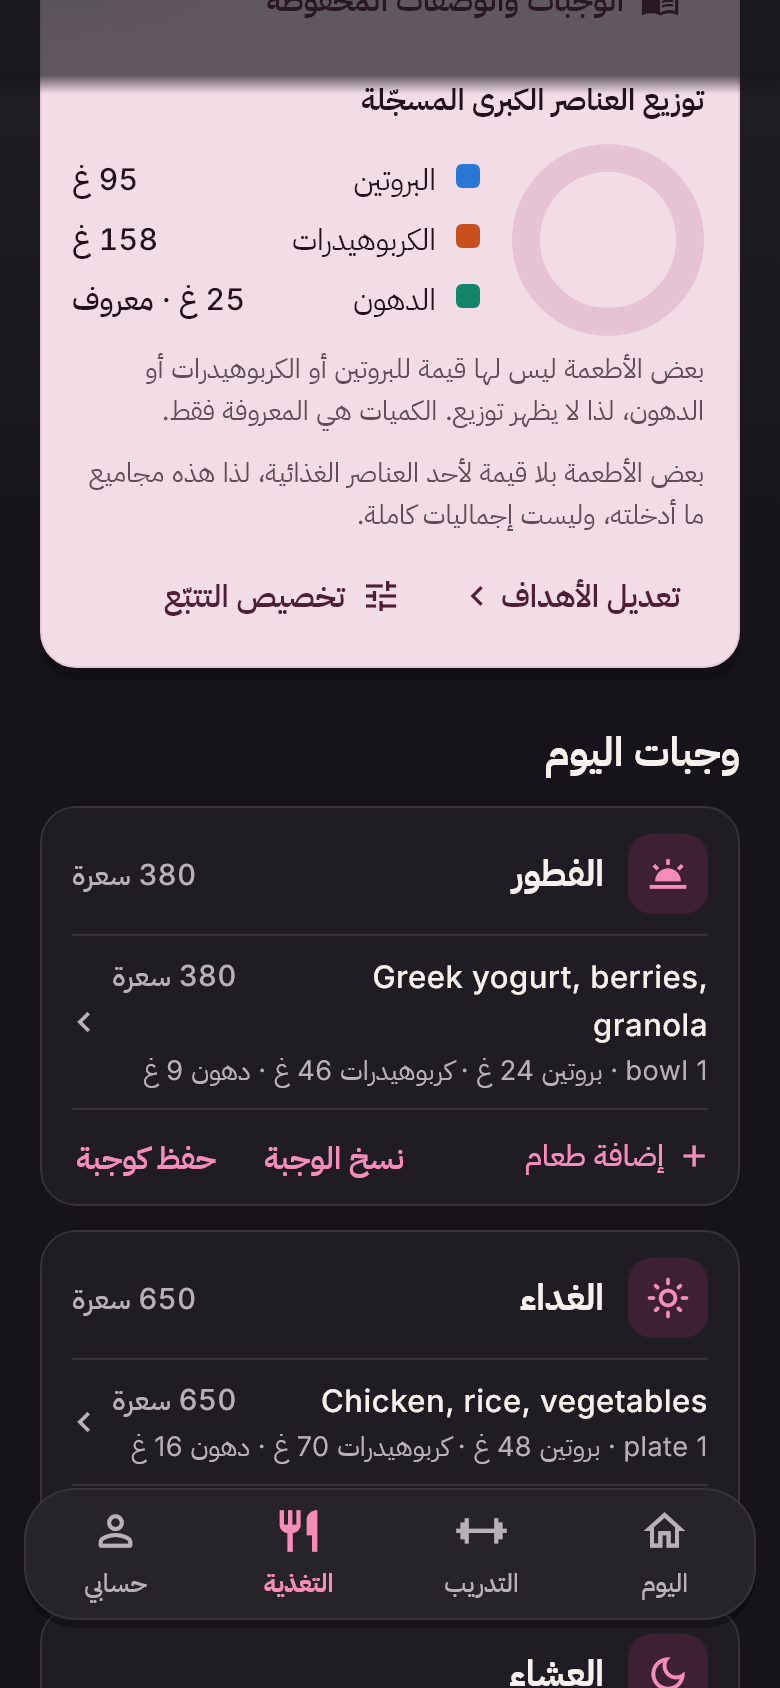 الوجبات والوصفات المحفوظة
توزيع العناصر الكبرى المسجّلة
البروتين 95 غ
الكربوهيدرات 158 غ
الدهون 25 غ · معروف
بعض الأطعمة ليس لها قيمة للبروتين أو الكربوهيدرات أو
الدهون، لذا لا يظهر توزيع. الكميات هي المعروفة فقط.
بعض الأطعمة بلا قيمة لأحد العناصر الغذائية، لذا هذه مجاميع
ما أدخلته، وليست إجماليات كاملة.
تعديل الأهداف تخصيص التتبّع
وجبات اليوم
الفطور 380 سعرة
Greek yogurt, berries, 380 سعرة
granola
1 bowl · بروتين 24 غ · كربوهيدرات 46 غ · دهون 9 غ
إضافة طعام نسخ الوجبة حفظ كوجبة
الغداء 650 سعرة
Chicken, rice, vegetables 650 سعرة
1 plate · بروتين 48 غ · كربوهيدرات 70 غ · دهون 16 غ
اليوم التدريب التغذية حسابي
العشاء